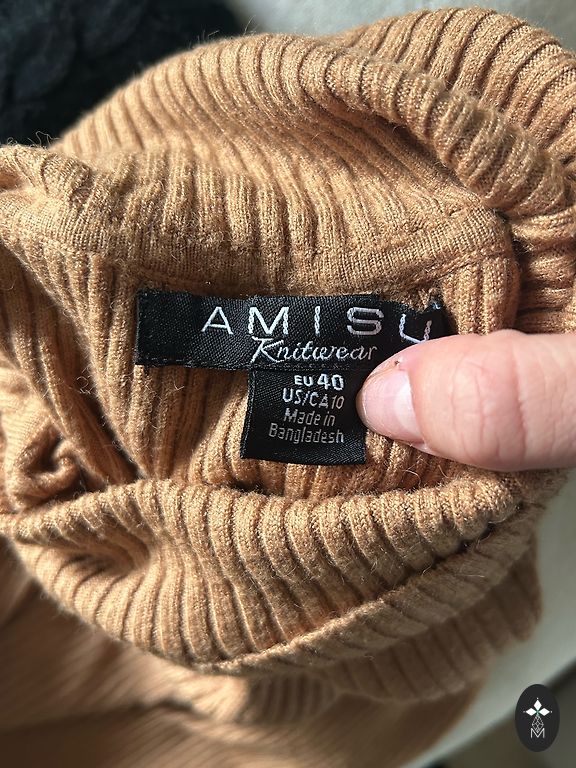 AMISU
Knitwear
EU 40
US/CA 10
Made in
Bangladesh